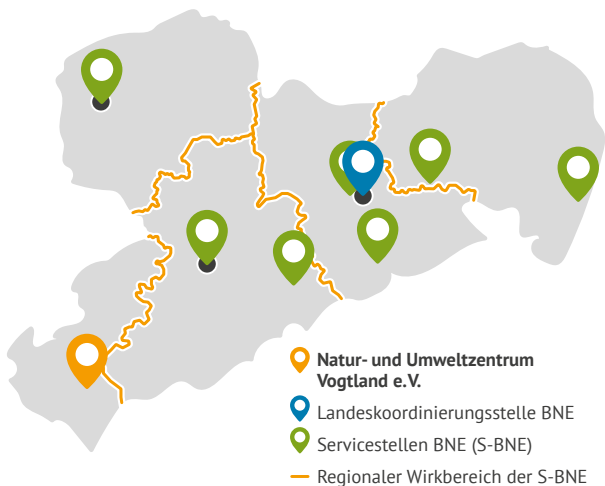 Natur- und Umweltzentrum
Vogtland e.V.
Landeskoordinierungsstelle BNE
Servicestellen BNE (S-BNE)
Regionaler Wirkbereich der S-BNE